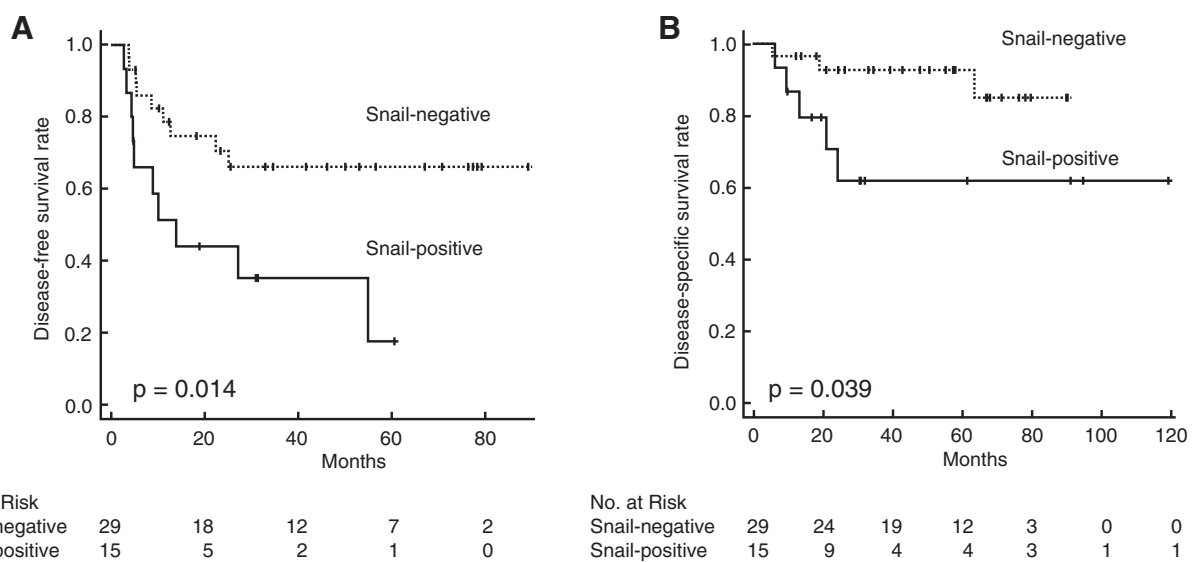 A
1.0
0.8
0.6
0.4
0.2
0.0
Disease-free survival rate
Snail-negative
Snail-positive
p = 0.014
0 20 40 60 80
Months
Risk
negative 29 18 12 7 2
positive 15 5 2 1 0
B
1.0
0.8
0.6
0.4
0.2
0.0
Disease-specific survival rate
Snail-negative
Snail-positive
p = 0.039
0 20 40 60 80 100 120
Months
No. at Risk
Snail-negative 29 24 19 12 3 0 0
Snail-positive 15 9 4 4 3 1 1